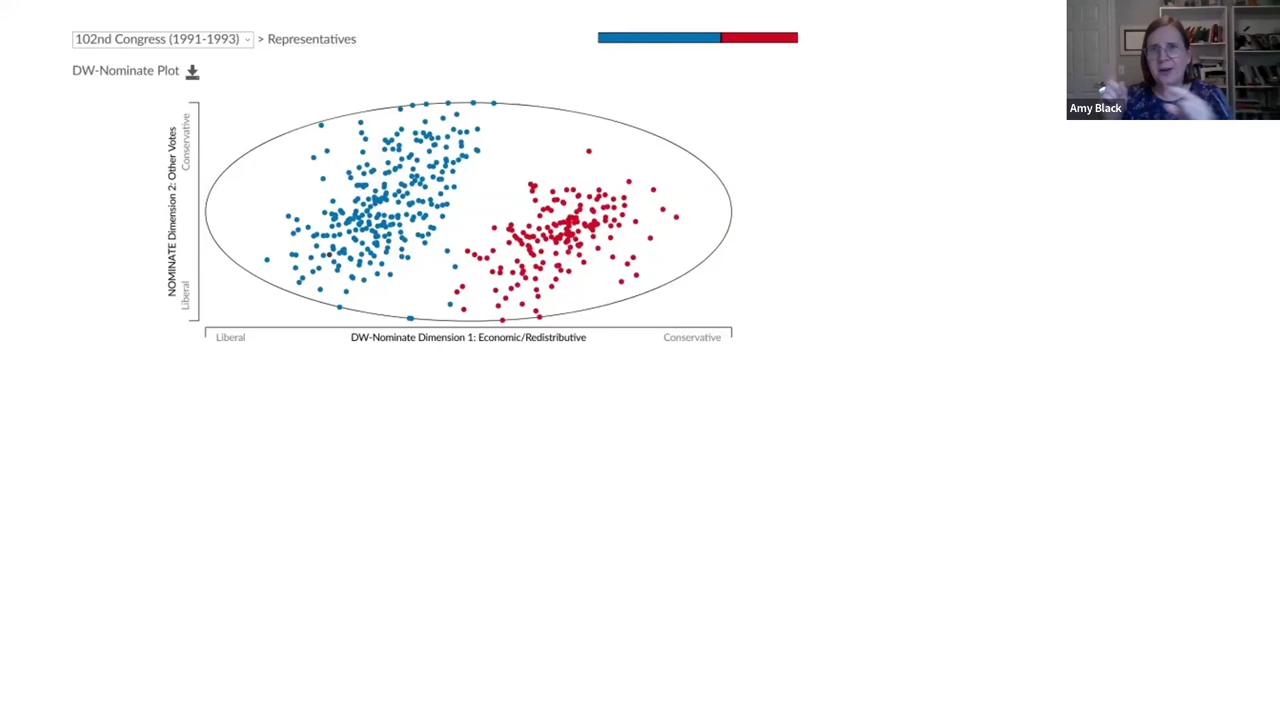 102nd Congress (1991-1993) > Representatives
DW-Nominate Plot
Amy Black
NOMINATE Dimension 2: Other Votes
Conservative
Liberal
Liberal
DW-Nominate Dimension 1: Economic/Redistributive
Conservative